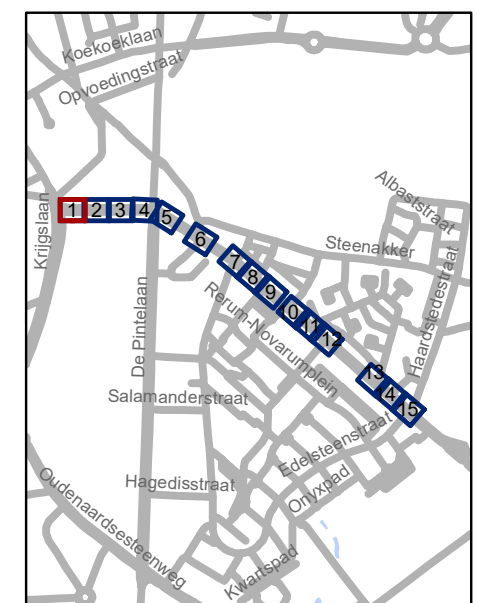 Koekoeklaan
Opvoedingstraat
Albaststraat
Krijgslaan
1 2 3 4 5
6
Steenakker
7
8
9
10
11
12
Haardstedestraat
De Pintelaan
Rerum-Novarumplein
13
14
15
Salamanderstraat
Edelsteenstraat
Hagedisstraat
Onyxpad
Oudenaardsesteenweg
Kwartspad